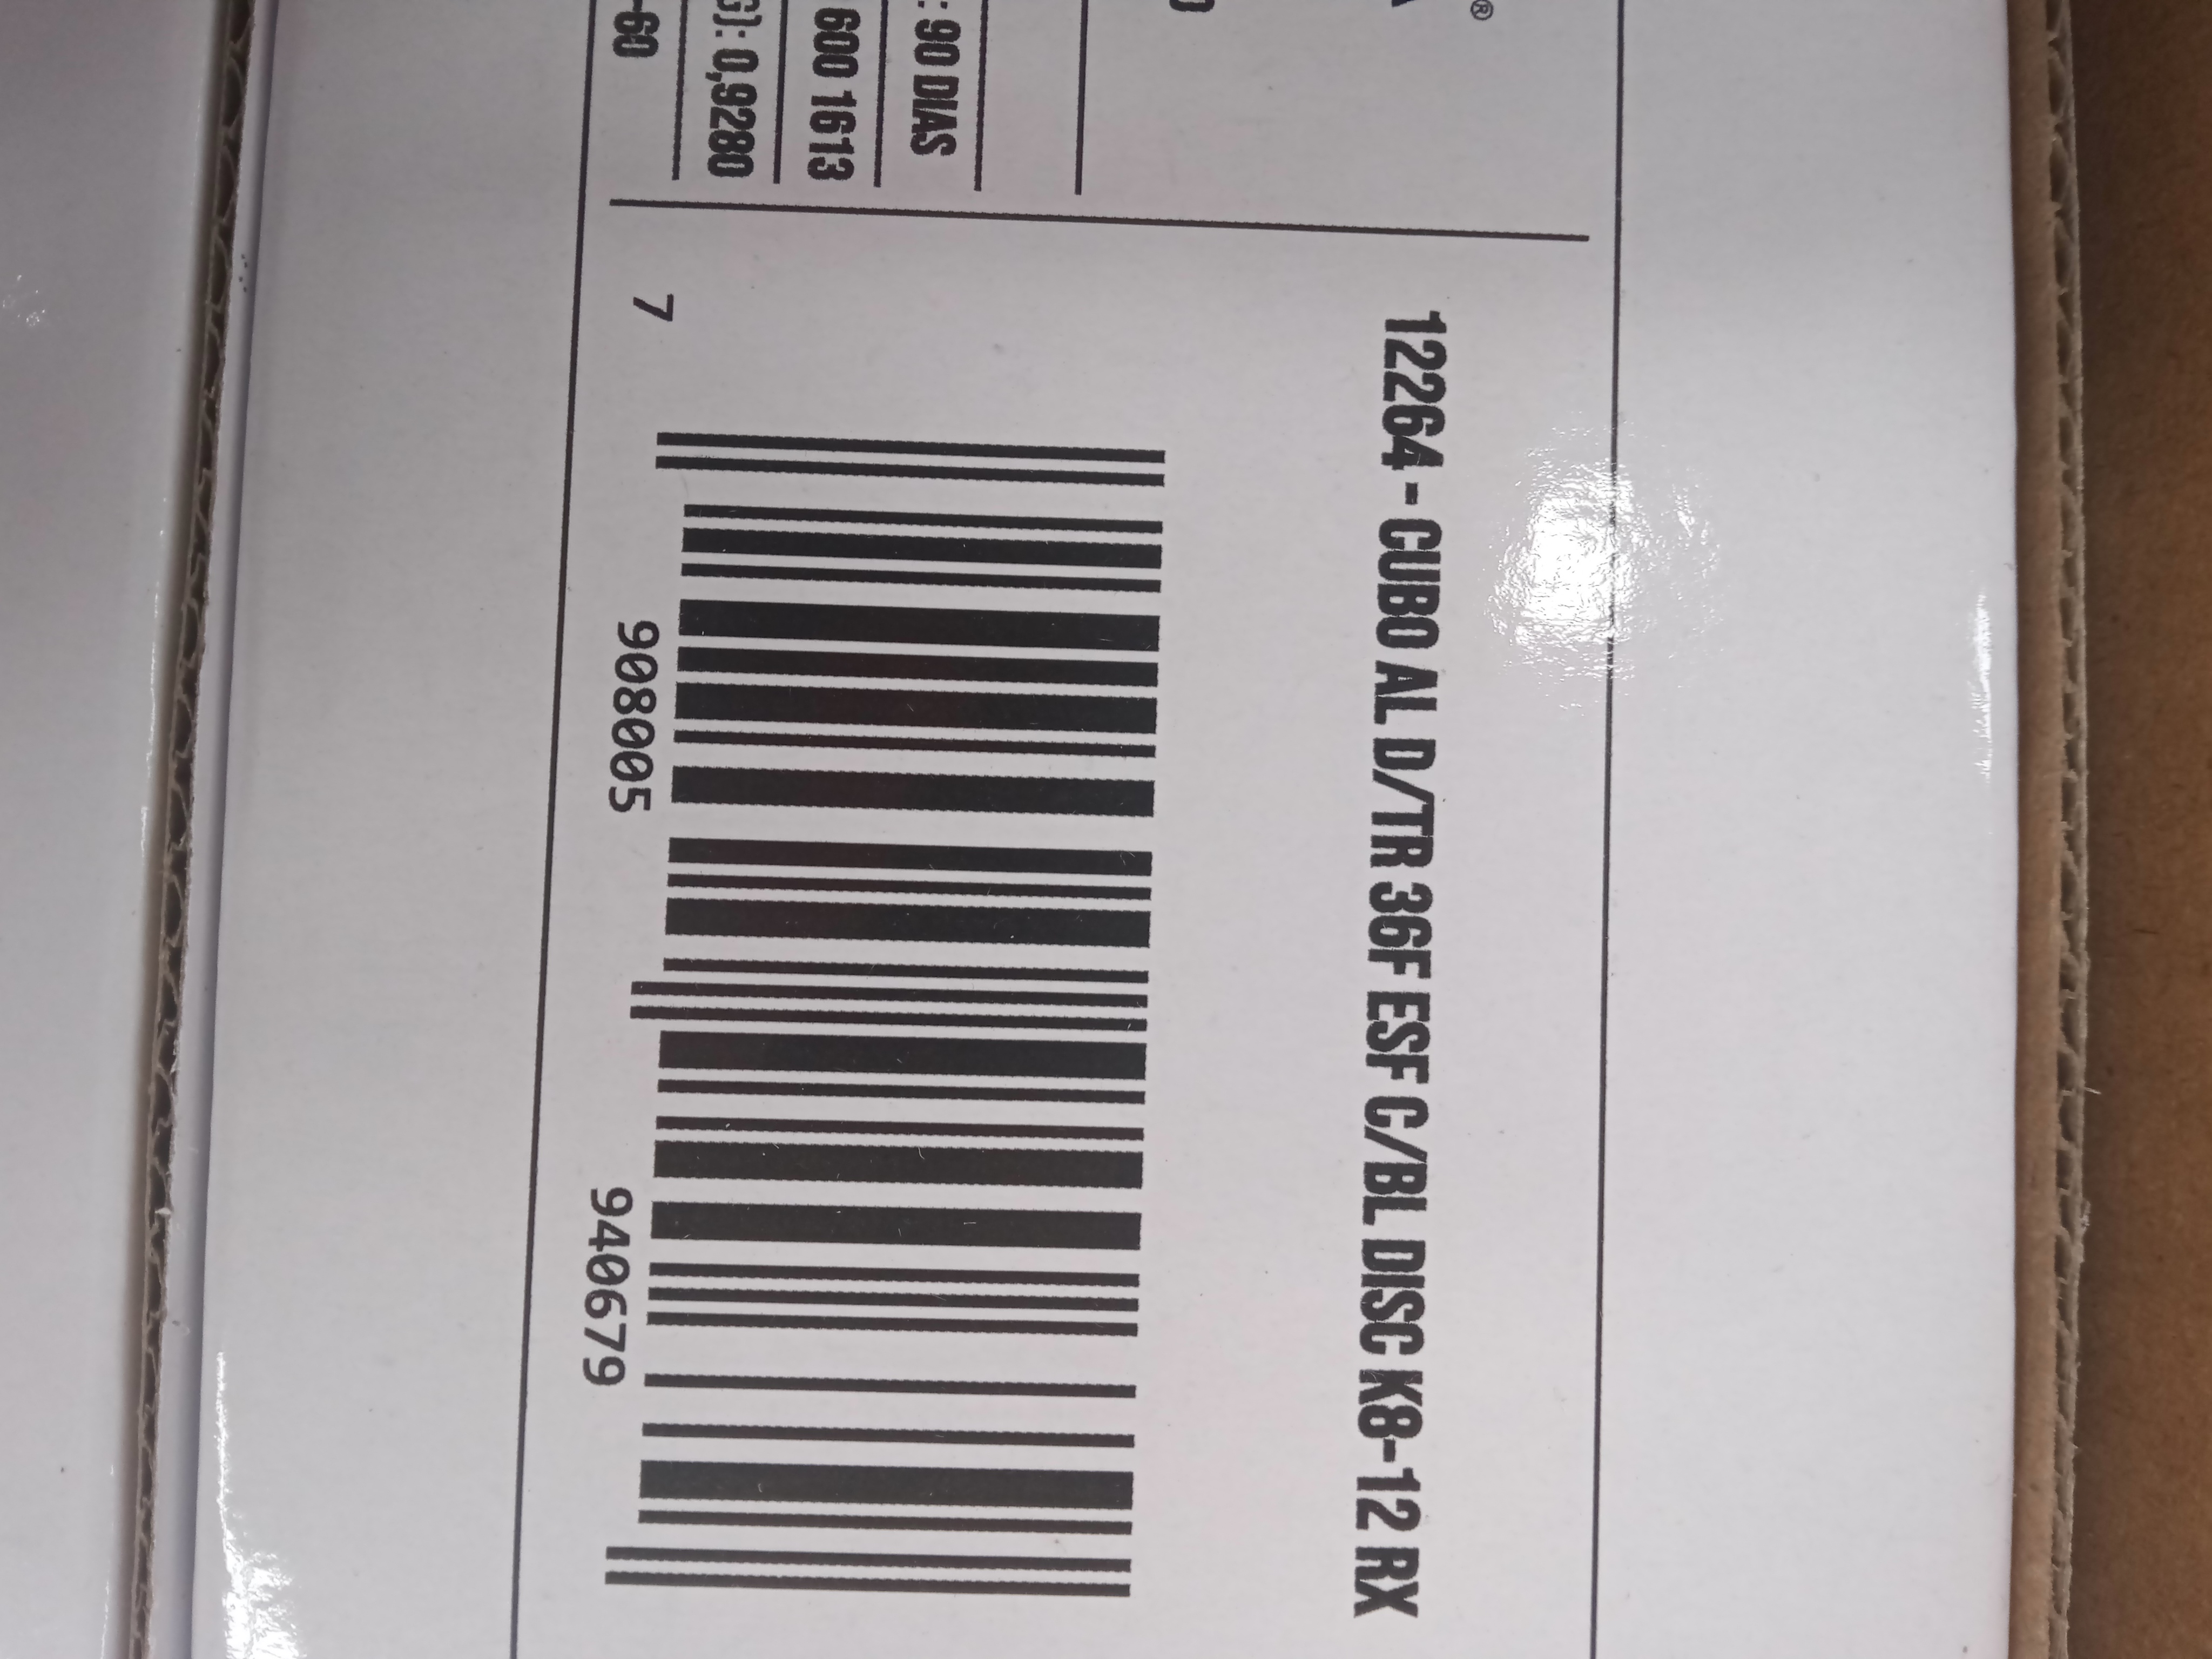 ®
: 90 DIAS
600 1613
G): 0,9280
-60
12264 - CUBO AL D/TR 36F ESF C/BL DISC K8-12 RX
7 908005 940679